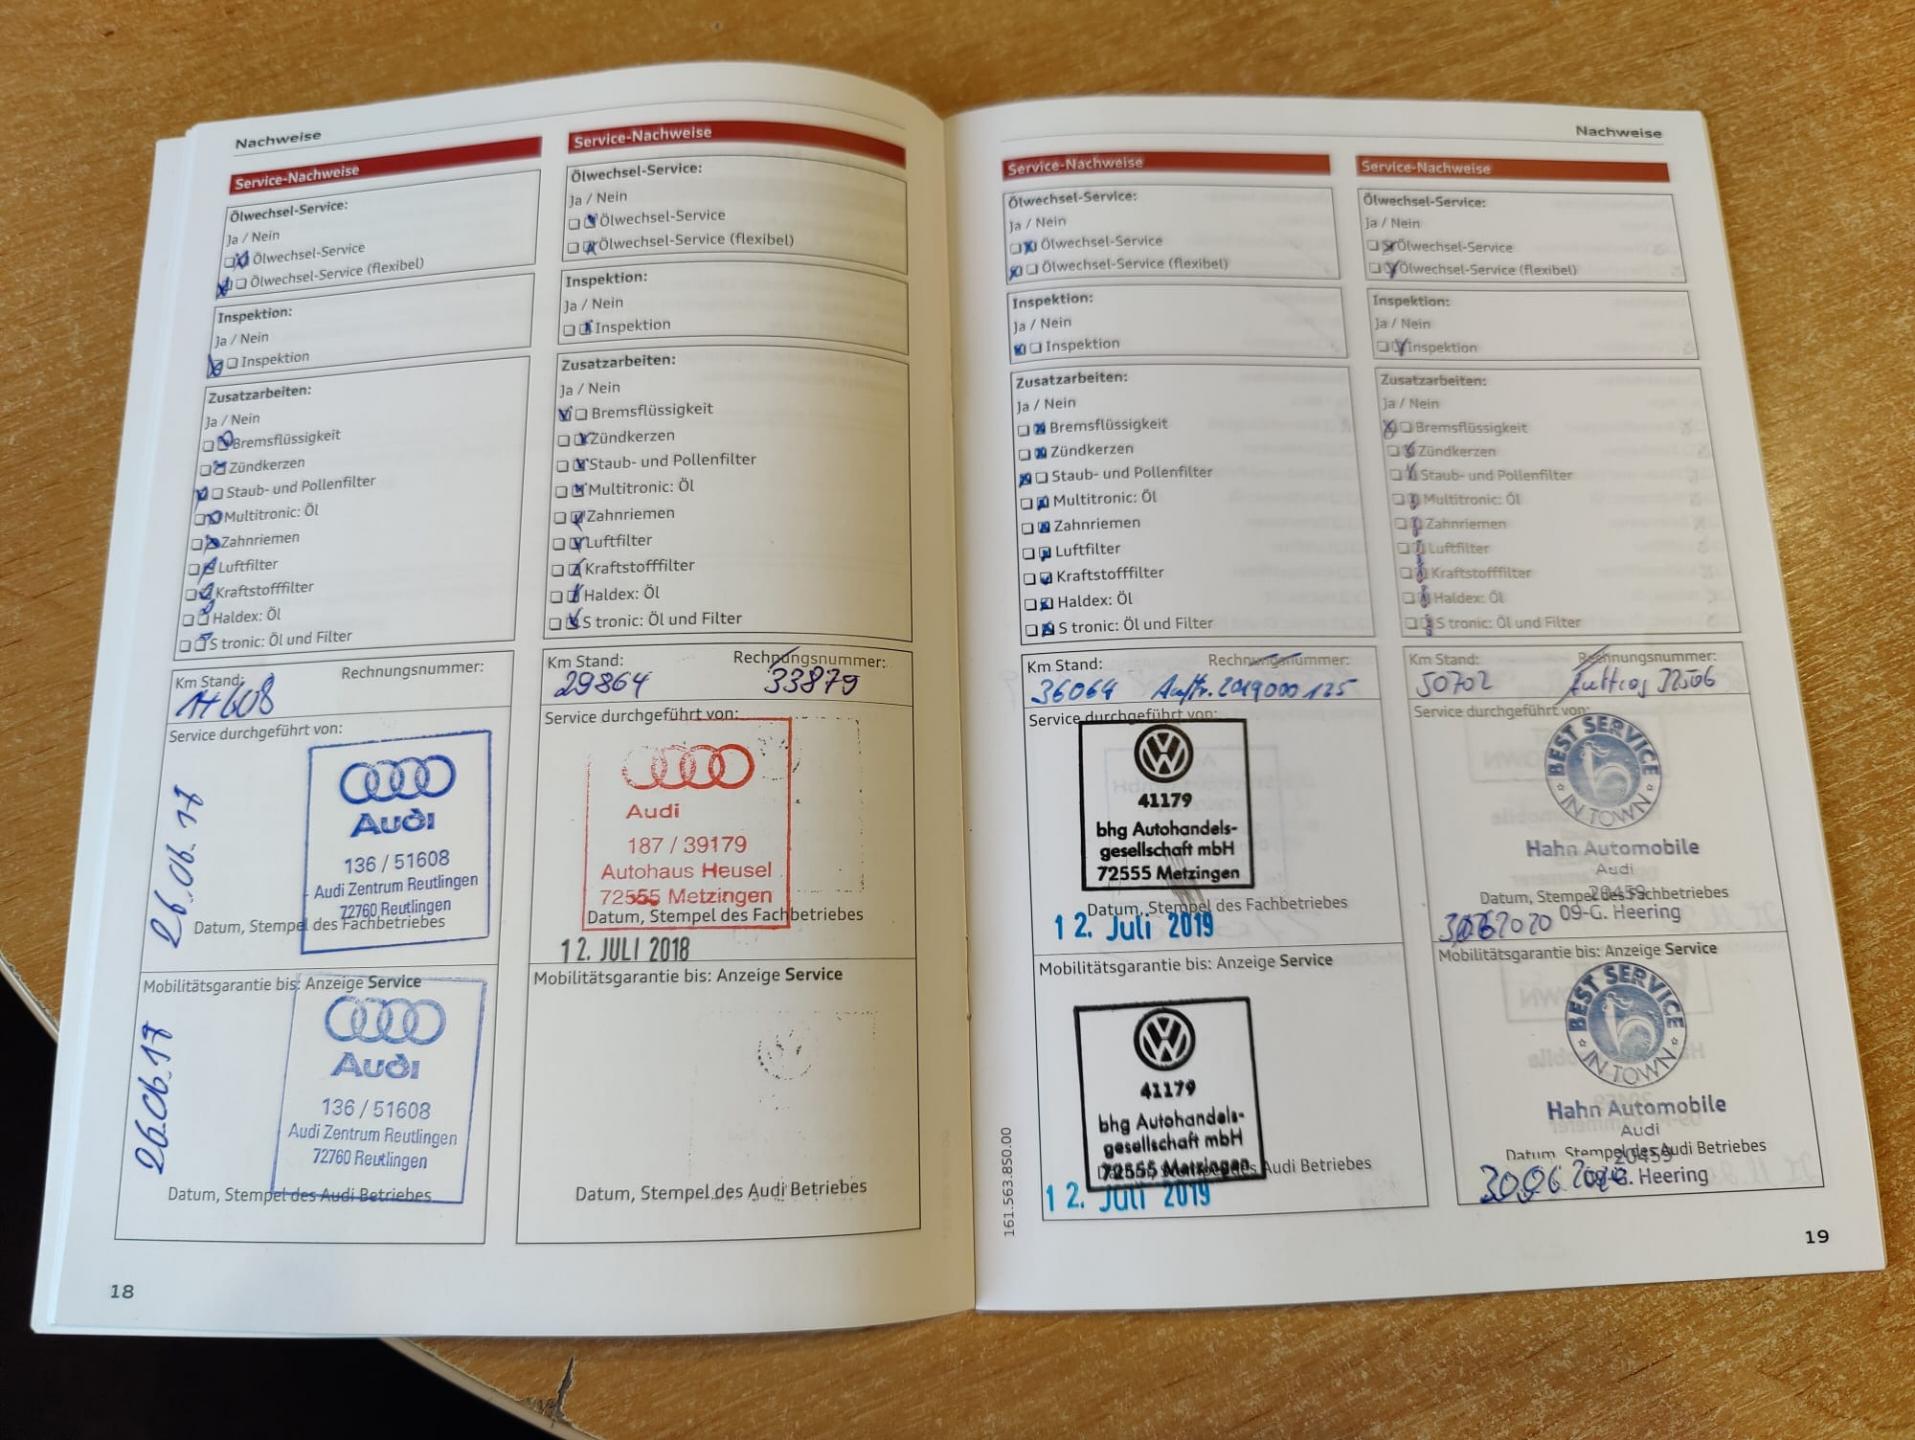 Nachweise
Service-Nachweise
Ölwechsel-Service:
Ja / Nein
Ölwechsel-Service
Ölwechsel-Service (flexibel)
Inspektion:
Ja / Nein
Inspektion
Zusatzarbeiten:
Ja / Nein
Bremsflüssigkeit
Zündkerzen
Staub- und Pollenfilter
Multitronic: Öl
Zahnriemen
Luftfilter
Kraftstofffilter
Haldex: Öl
S tronic: Öl und Filter
Km Stand: Rechnungsnummer:
Service durchgeführt von:
26.06.17
Audi
136 / 51608
Audi Zentrum Reutlingen
72760 Reutlingen
Datum, Stempel des Fachbetriebes
Mobilitätsgarantie bis: Anzeige Service
26.06.17
Audi
136 / 51608
Audi Zentrum Reutlingen
72760 Reutlingen
Datum, Stempel des Audi Betriebes
18
Service-Nachweise
Ölwechsel-Service:
Ja / Nein
Ölwechsel-Service
Ölwechsel-Service (flexibel)
Inspektion:
Ja / Nein
Inspektion
Zusatzarbeiten:
Ja / Nein
Bremsflüssigkeit
Zündkerzen
Staub- und Pollenfilter
Multitronic: Öl
Zahnriemen
Luftfilter
Kraftstofffilter
Haldex: Öl
S tronic: Öl und Filter
Km Stand: Rechnungsnummer:
29864 33879
Service durchgeführt von:
Audi
187 / 39179
Autohaus Heusel
72555 Metzingen
Datum, Stempel des Fachbetriebes
12. JULI 2018
Mobilitätsgarantie bis: Anzeige Service
Datum, Stempel des Audi Betriebes
Nachweise
Service-Nachweise
Ölwechsel-Service:
Ja / Nein
Ölwechsel-Service
Ölwechsel-Service (flexibel)
Inspektion:
Ja / Nein
Inspektion
Zusatzarbeiten:
Ja / Nein
Bremsflüssigkeit
Zündkerzen
Staub- und Pollenfilter
Multitronic: Öl
Zahnriemen
Luftfilter
Kraftstofffilter
Haldex: Öl
S tronic: Öl und Filter
Km Stand: Rechnungsnummer:
36064 Auftr. 2019000125
Service durchgeführt von:
41179
bhg Autohandels-
gesellschaft mbH
72555 Metzingen
Datum, Stempel des Fachbetriebes
12. Juli 2019
Mobilitätsgarantie bis: Anzeige Service
41179
bhg Autohandels-
gesellschaft mbH
72555 Metzingen
Datum, Stempel des Audi Betriebes
12. Juli 2019
161.563.850.00
Service-Nachweise
Ölwechsel-Service:
Ja / Nein
Ölwechsel-Service
Ölwechsel-Service (flexibel)
Inspektion:
Ja / Nein
Inspektion
Zusatzarbeiten:
Ja / Nein
Bremsflüssigkeit
Zündkerzen
Staub- und Pollenfilter
Multitronic: Öl
Zahnriemen
Luftfilter
Kraftstofffilter
Haldex: Öl
S tronic: Öl und Filter
Km Stand: Rechnungsnummer:
50702 Auftrag 32506
Service durchgeführt von:
BEST SERVICE
IN TOWN
Hahn Automobile
Audi
20459
Datum, Stempel des Fachbetriebes
09-G. Heering
Mobilitätsgarantie bis: Anzeige Service
BEST SERVICE
IN TOWN
Hahn Automobile
Audi
20459
Datum, Stempel des Audi Betriebes
30.06.2020 09-G. Heering
19